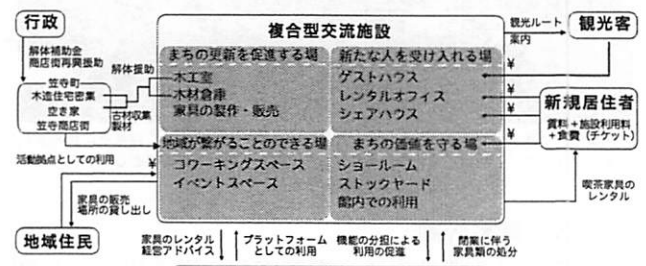 行政
複合型交流施設
観光ルート
案内
観光客
解体補助金
商店街再興援助
解体援助
まちの更新を促進する場
新たな人を受け入れる場
木工室
木材倉庫
家具の製作・販売
ゲストハウス
レンタルオフィス
シェアハウス
¥
¥
¥
¥
笠寺町
木造住宅密集
空き家
笠寺商店街
古材収集
製材
新規居住者
賃料+施設利用料
+食費(チケット)
地域が繋がることのできる場
まちの価値を守る場
活動拠点としての利用
¥
コワーキングスペース
イベントスペース
ショールーム
ストックヤード
館内での利用
喫茶家具の
レンタル
家具の販売
場所の貸し出し
地域住民
家具のレンタル
経営アドバイス
プラットフォーム
としての利用
機能の分担による
利用の促進
閉業に伴う
家具類の処分